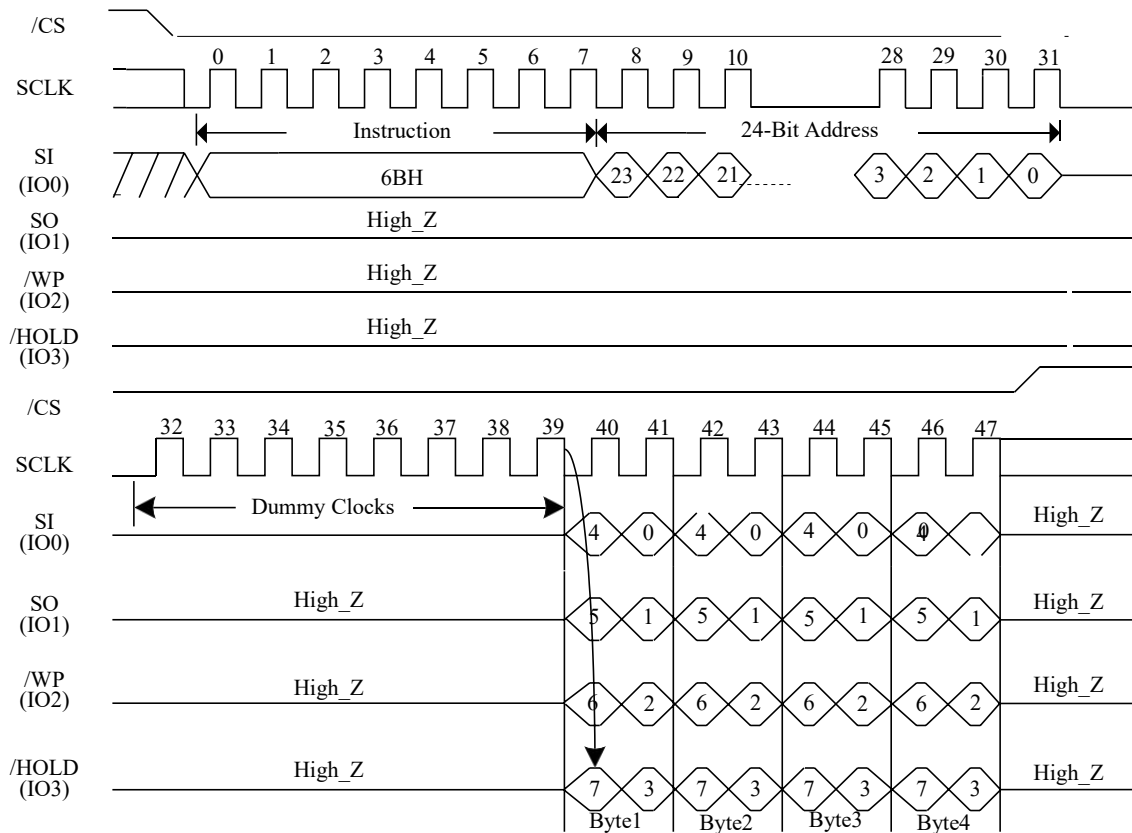 /CS
0 1 2 3 4 5 6 7 8 9 10 28 29 30 31
SCLK
Instruction 24-Bit Address
SI
(IO0)
6BH 23 22 21 3 2 1 0
SO
(IO1)
High_Z
/WP
(IO2)
High_Z
/HOLD
(IO3)
High_Z
/CS
32 33 34 35 36 37 38 39 40 41 42 43 44 45 46 47
SCLK
Dummy Clocks
SI
(IO0)
4 0 4 0 4 0 4 0 High_Z
SO
(IO1)
High_Z 5 1 5 1 5 1 5 1 High_Z
/WP
(IO2)
High_Z 6 2 6 2 6 2 6 2 High_Z
/HOLD
(IO3)
High_Z 7 3 7 3 7 3 7 3 High_Z
Byte1 Byte2 Byte3 Byte4